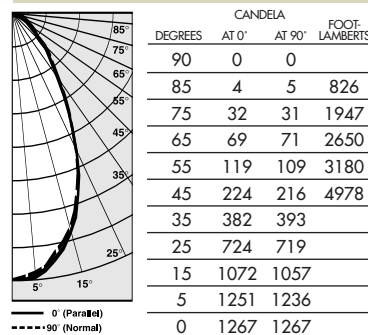 85°
75°
65°
55°
45°
35°
25°
15°
5°
0° (Parallel)
90° (Normal)
CANDELA
DEGREES AT 0° AT 90° FOOT-LAMBERTS
90 0 0
85 4 5 826
75 32 31 1947
65 69 71 2650
55 119 109 3180
45 224 216 4978
35 382 393
25 724 719
15 1072 1057
5 1251 1236
0 1267 1267